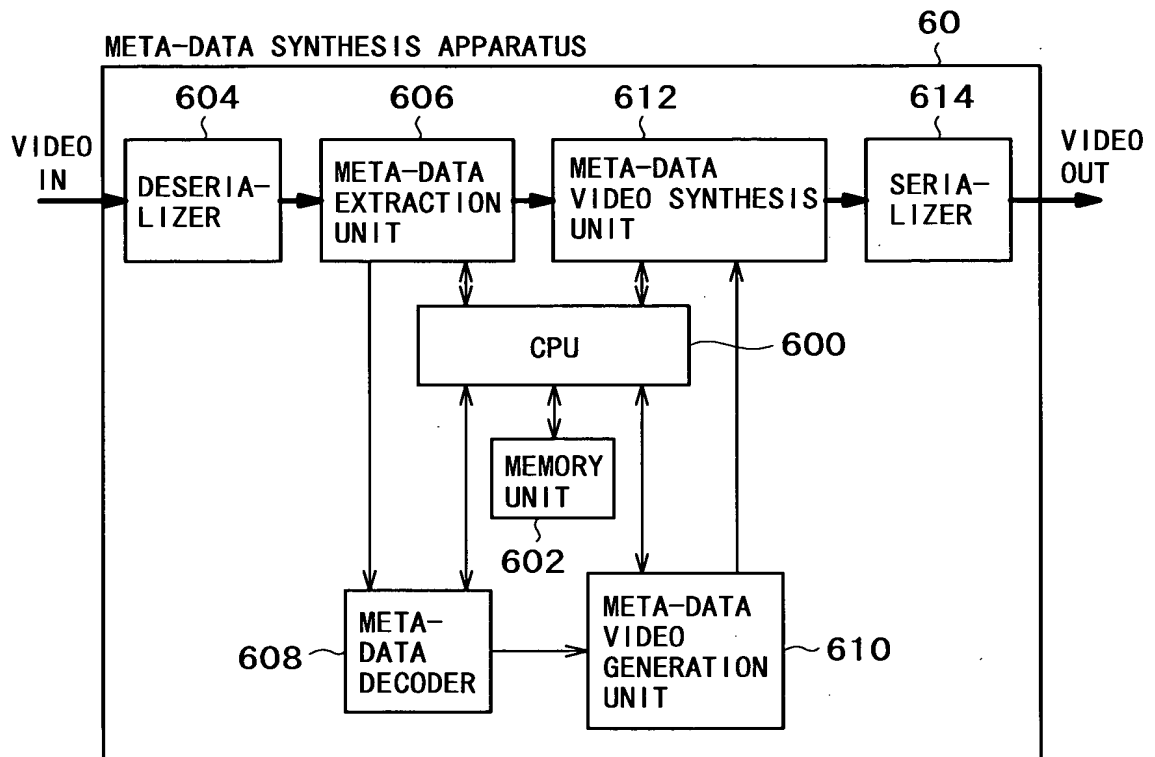 META-DATA SYNTHESIS APPARATUS
60
604
606
612
614
VIDEO
IN
DESERIA-
LIZER
META-DATA
EXTRACTION
UNIT
META-DATA
VIDEO SYNTHESIS
UNIT
SERIA-
LIZER
VIDEO
OUT
CPU
600
MEMORY
UNIT
602
META-
DATA
DECODER
608
META-DATA
VIDEO
GENERATION
UNIT
610